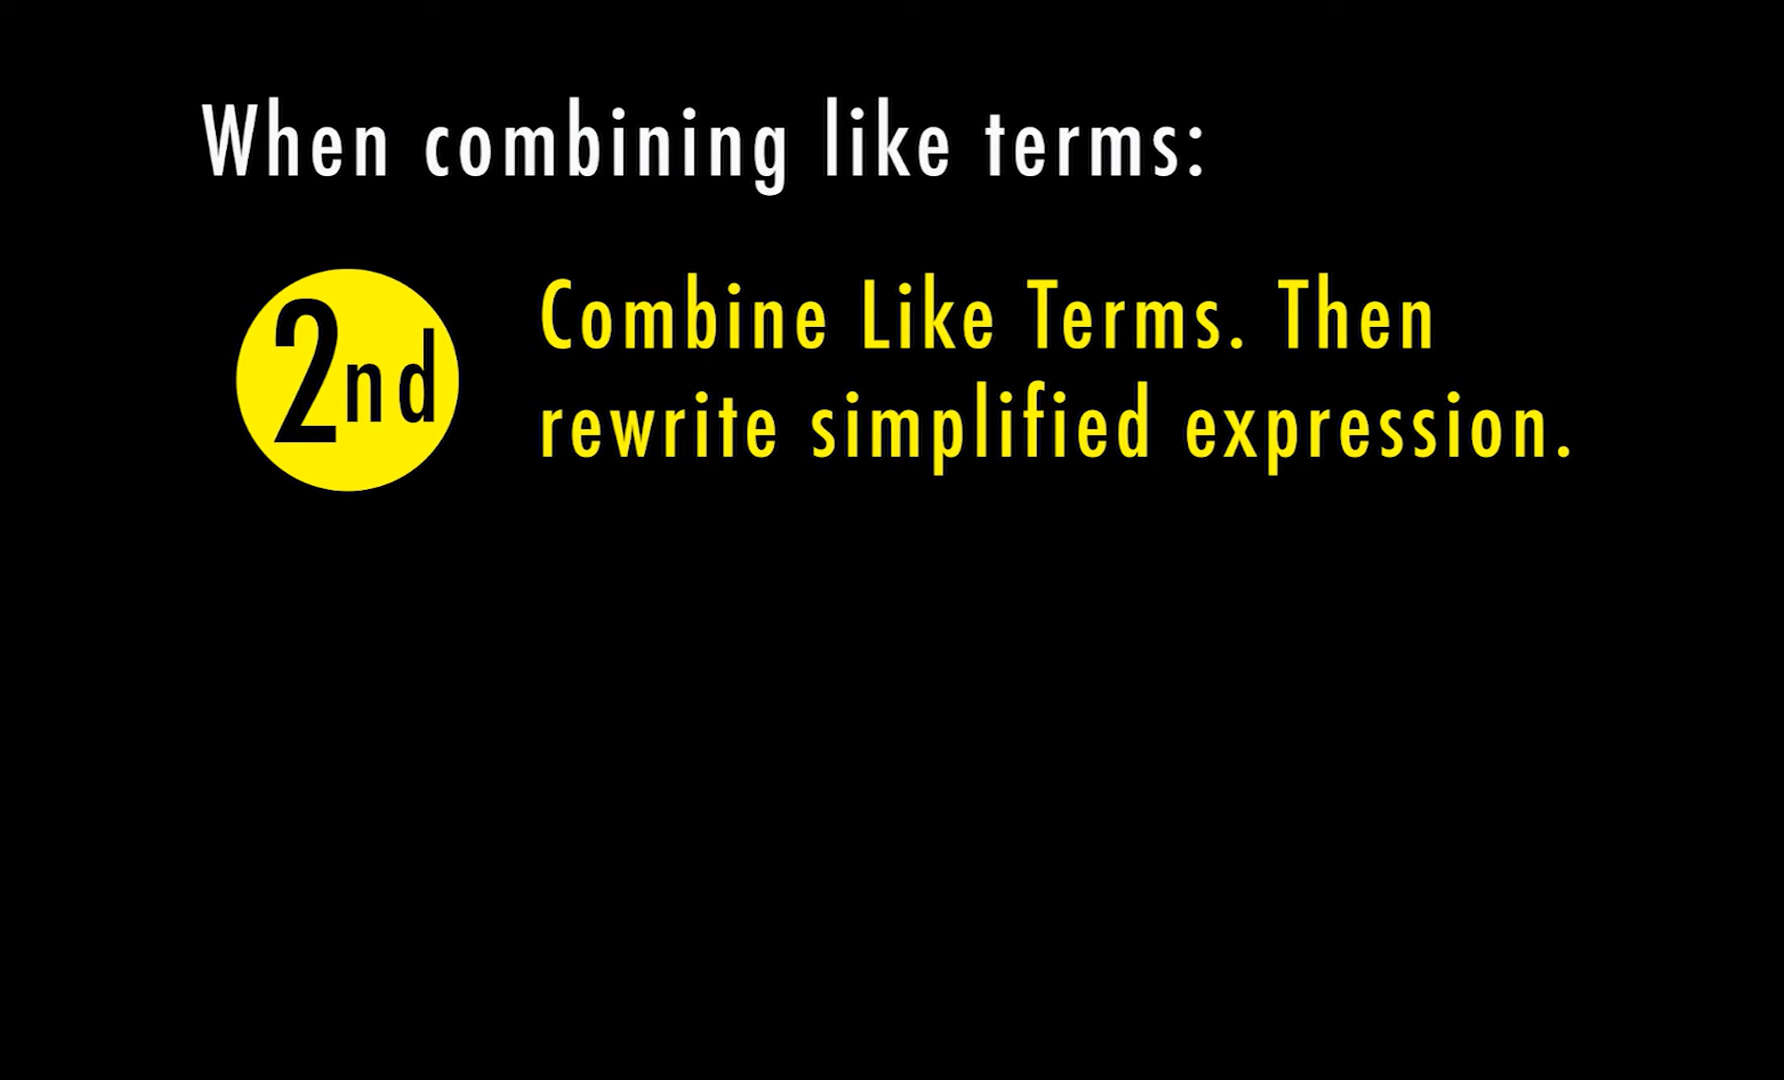 When combining like terms:
2nd
Combine Like Terms. Then
rewrite simplified expression.